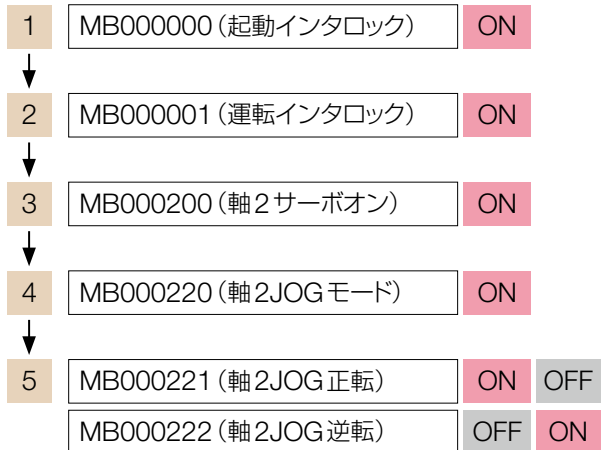 1 MB000000（起動インタロック） ON
2 MB000001（運転インタロック） ON
3 MB000200（軸2サーボオン） ON
4 MB000220（軸2JOGモード） ON
5 MB000221（軸2JOG正転） ON OFF
MB000222（軸2JOG逆転） OFF ON